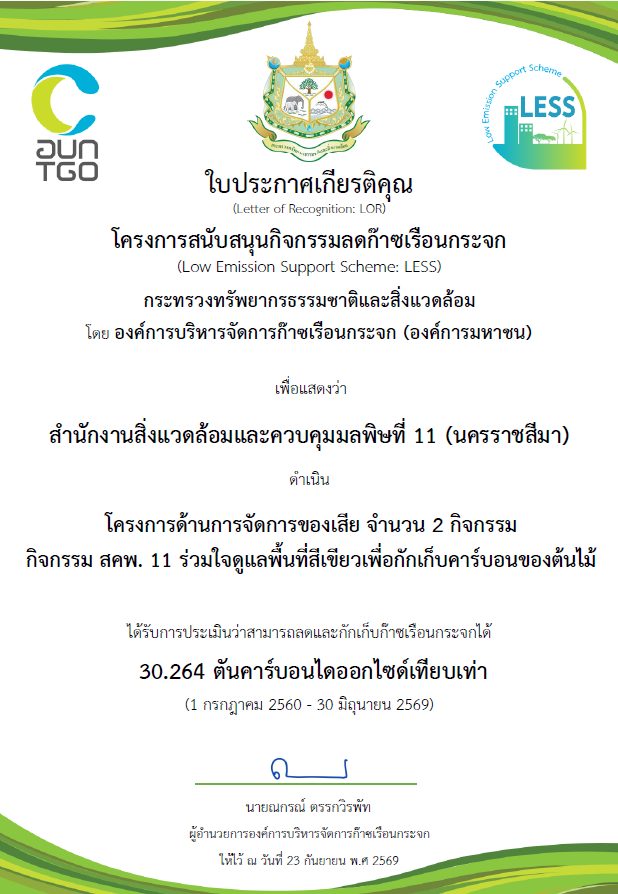 อบก
TGO
Low Emission Support Scheme
LESS
ใบประกาศเกียรติคุณ
(Letter of Recognition: LOR)
โครงการสนับสนุนกิจกรรมลดก๊าซเรือนกระจก
(Low Emission Support Scheme: LESS)
กระทรวงทรัพยากรธรรมชาติและสิ่งแวดล้อม
โดย องค์การบริหารจัดการก๊าซเรือนกระจก (องค์การมหาชน)
เพื่อแสดงว่า
สำนักงานสิ่งแวดล้อมและควบคุมมลพิษที่ 11 (นครราชสีมา)
ดำเนิน
โครงการด้านการจัดการของเสีย จำนวน 2 กิจกรรม
กิจกรรม สคพ. 11 ร่วมใจดูแลพื้นที่สีเขียวเพื่อกักเก็บคาร์บอนของต้นไม้
ได้รับการประเมินว่าสามารถลดและกักเก็บก๊าซเรือนกระจกได้
30.264 ตันคาร์บอนไดออกไซด์เทียบเท่า
(1 กรกฎาคม 2560 - 30 มิถุนายน 2569)
นายณกรณ์ ตรรกวิรพัท
ผู้อำนวยการองค์การบริหารจัดการก๊าซเรือนกระจก
ให้ไว้ ณ วันที่ 23 กันยายน พ.ศ 2569